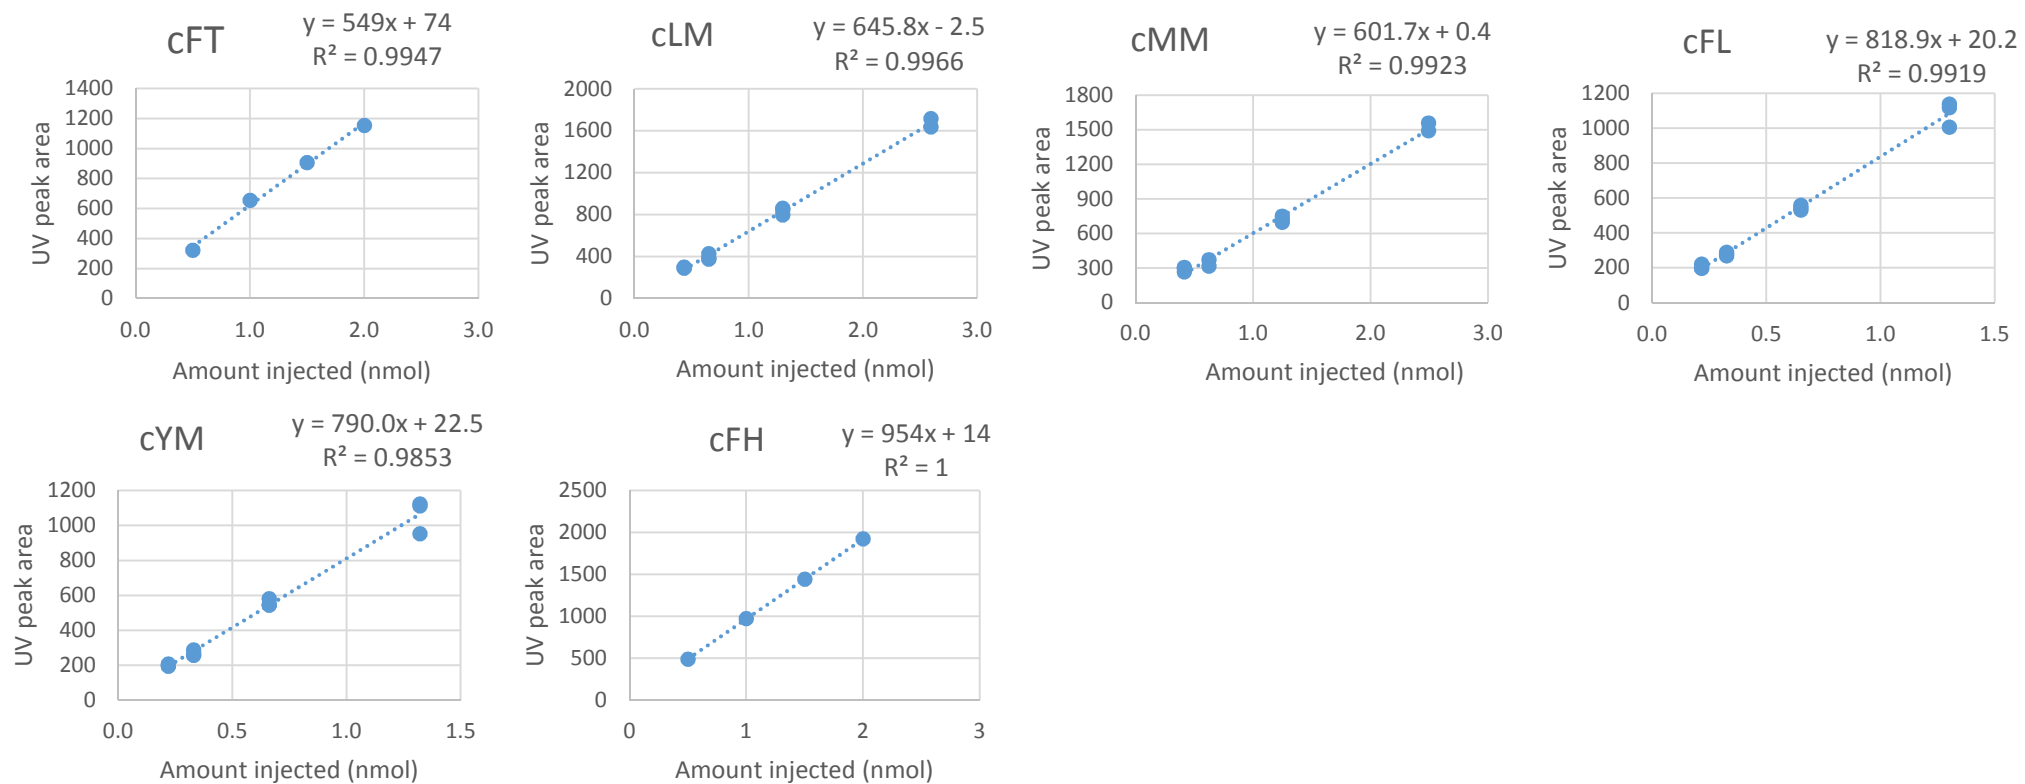 cFT
y = 549x + 74
R² = 0.9947
1400
1200
1000
800
600
400
200
0
0.0 1.0 2.0 3.0
UV peak area
Amount injected (nmol)
cLM
y = 645.8x - 2.5
R² = 0.9966
2000
1600
1200
800
400
0
0.0 1.0 2.0 3.0
UV peak area
Amount injected (nmol)
cMM
y = 601.7x + 0.4
R² = 0.9923
1800
1500
1200
900
600
300
0
0.0 1.0 2.0 3.0
UV peak area
Amount injected (nmol)
cFL
y = 818.9x + 20.2
R² = 0.9919
1200
1000
800
600
400
200
0
0.0 0.5 1.0 1.5
UV peak area
Amount injected (nmol)
cYM
y = 790.0x + 22.5
R² = 0.9853
1200
1000
800
600
400
200
0
0.0 0.5 1.0 1.5
UV peak area
Amount injected (nmol)
cFH
y = 954x + 14
R² = 1
2500
2000
1500
1000
500
0
0 1 2 3
UV peak area
Amount injected (nmol)